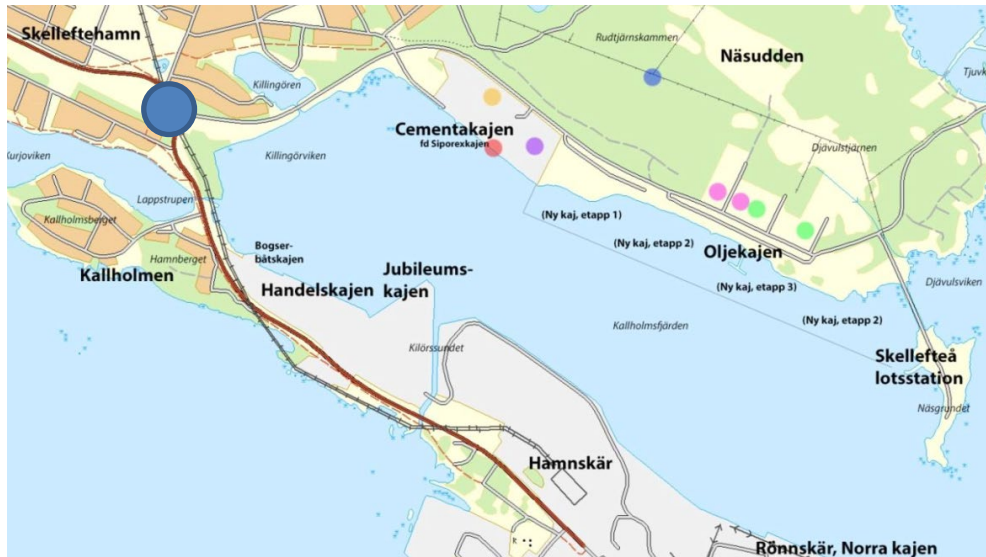 Skelleftehamn
Rudtjärnskammen
Näsudden
Killingören
Cementakajen
fd Siporexkajen
Djävulstjärnen
Killingörviken
Lappstrupen
Kallholmsberget
(Ny kaj, etapp 1)
(Ny kaj, etapp 2)
Oljekajen
Hamnberget
Bogser-
båtskajen
Kallholmen
Handelskajen
Jubileums-
kajen
(Ny kaj, etapp 3)
Djävulsviken
(Ny kaj, etapp 2)
Kallholmsfjärden
Kilörssundet
Skellefteå
lotsstation
Näsgrundet
Hamnskär
k
Rönnskär, Norra kajen